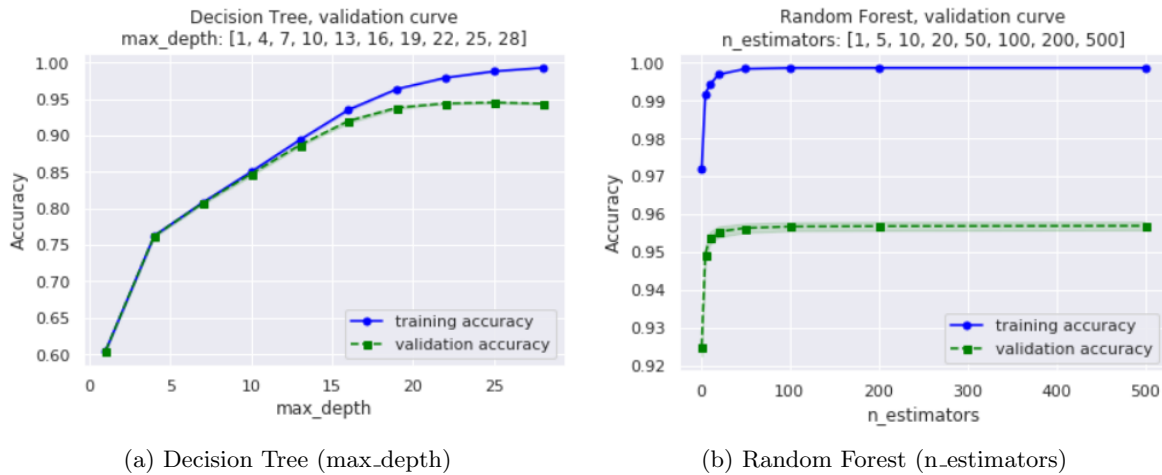 Decision Tree, validation curve
max_depth: [1, 4, 7, 10, 13, 16, 19, 22, 25, 28]
1.00
0.95
0.90
0.85
0.80
0.75
0.70
0.65
0.60
Accuracy
training accuracy
validation accuracy
0 5 10 15 20 25
max_depth
(a) Decision Tree (max_depth)
Random Forest, validation curve
n_estimators: [1, 5, 10, 20, 50, 100, 200, 500]
1.00
0.99
0.98
0.97
0.96
0.95
0.94
0.93
0.92
Accuracy
training accuracy
validation accuracy
0 100 200 300 400 500
n_estimators
(b) Random Forest (n_estimators)